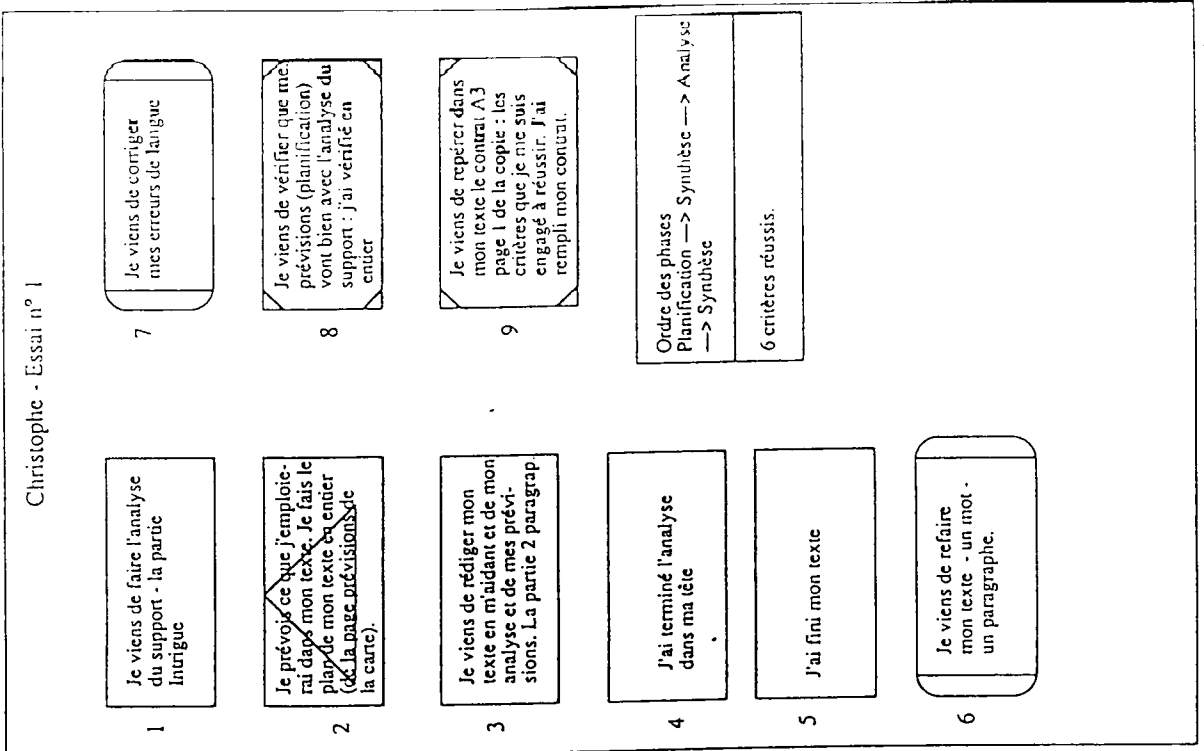 Christophe - Essai n° 1
1
Je viens de faire l'analyse
du support - la partie
Intrigue
2
Je prévois ce que j'emploie-
rai dans mon texte. Je fais le
plan de mon texte en entier
(de la page prévisions de
la carte).
3
Je viens de rédiger mon
texte en m'aidant et de mon
analyse et de mes prévi-
sions. La partie 2 paragrap.
4
J'ai terminé l'analyse
dans ma tête
5
J'ai fini mon texte
6
Je viens de refaire
mon texte - un mot -
un paragraphe.
7
Je viens de corriger
mes erreurs de langue
8
Je viens de vérifier que mes
prévisions (planification)
vont bien avec l'analyse du
support : j'ai vérifié en
entier
9
Je viens de repérer dans
mon texte le contrat A3
page 1 de la copie : les
critères que je me suis
engagé à réussir. J'ai
rempli mon contrat.
Ordre des phases
Planification —> Synthèse —> Analyse
—> Synthèse
6 critères réussis.